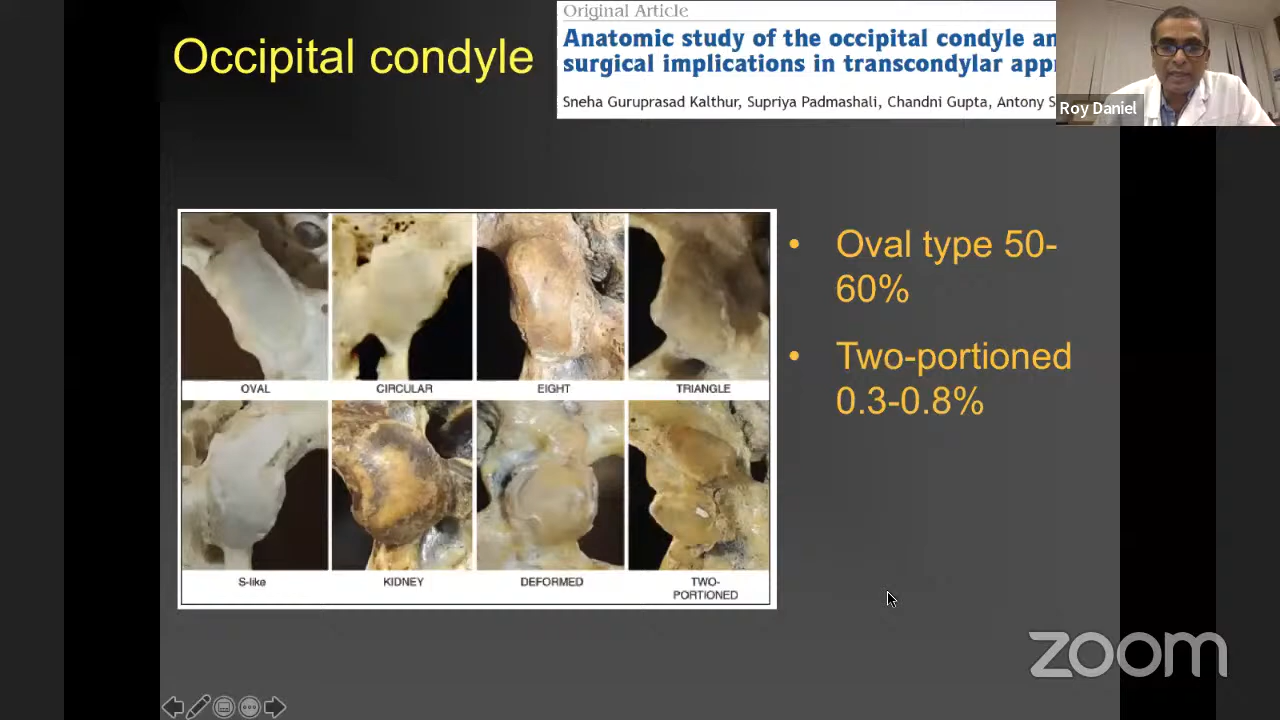 Occipital condyle
Original Article
Anatomic study of the occipital condyle an
surgical implications in transcondylar app
Sneha Guruprasad Kalthur, Supriya Padmashali, Chandni Gupta, Antony S
Roy Daniel
OVAL
CIRCULAR
EIGHT
TRIANGLE
S-like
KIDNEY
DEFORMED
TWO-
PORTIONED
• Oval type 50-
60%
• Two-portioned
0.3-0.8%
zoom